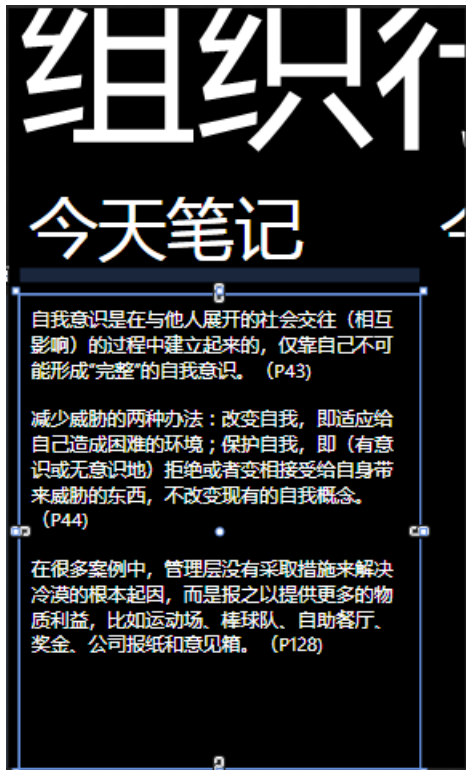 组织行
今天笔记
自我意识是在与他人展开的社会交往（相互
影响）的过程中建立起来的，仅靠自己不可
能形成“完整”的自我意识。（P43）
减少威胁的两种办法：改变自我，即适应给
自己造成困难的环境；保护自我，即（有意
识或无意识地）拒绝或者变相接受给自身带
来威胁的东西，不改变现有的自我概念。
（P44）
在很多案例中，管理层没有采取措施来解决
冷漠的根本起因，而是报之以提供更多的物
质利益，比如运动场、棒球队、自助餐厅、
奖金、公司报纸和意见箱。（P128）